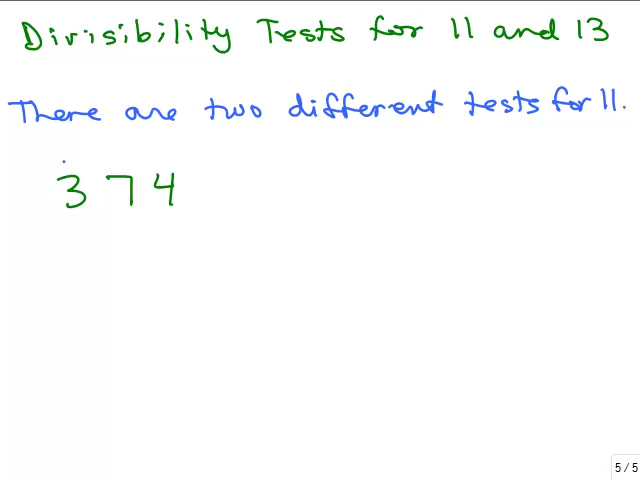 Divisibility Tests for 11 and 13
There are two different tests for 11.
3 7 4
5 / 5